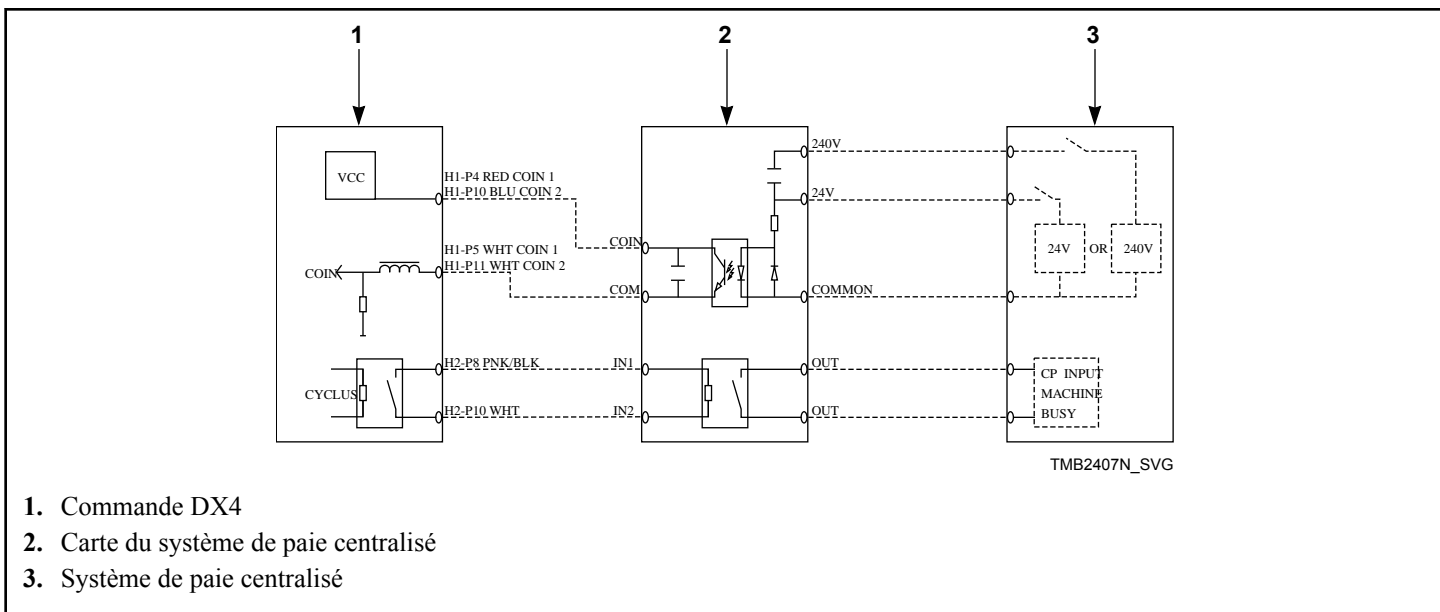 1 2 3
VCC
H1-P4 RED COIN 1
H1-P10 BLU COIN 2
H1-P5 WHT COIN 1
H1-P11 WHT COIN 2
COIN
CYCLUS
H2-P8 PNK/BLK
H2-P10 WHT
COIN
COM
IN1
IN2
240V
24V
COMMON
OUT
OUT
24V OR 240V
CP INPUT
MACHINE
BUSY
TMB2407N_SVG
1. Commande DX4
2. Carte du système de paie centralisé
3. Système de paie centralisé